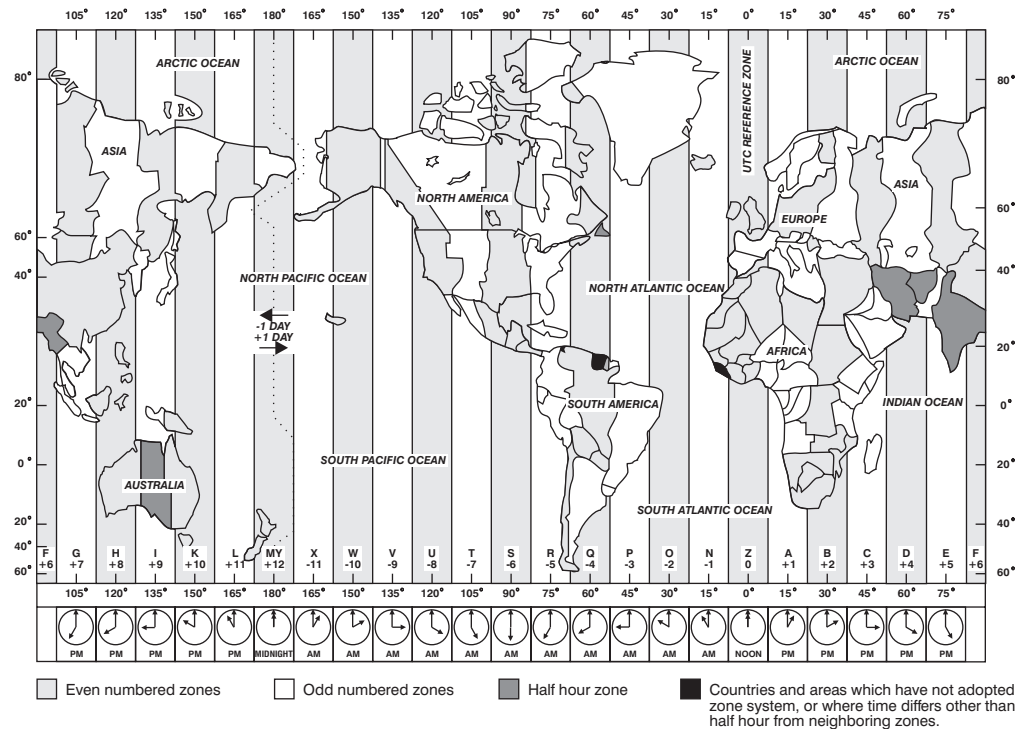 105° 120° 135° 150° 165° 180° 165° 150° 135° 120° 105° 90° 75° 60° 45° 30° 15° 0° 15° 30° 45° 60° 75°
ARCTIC OCEAN
ARCTIC OCEAN
UTC REFERENCE ZONE
80° 80°
ASIA
ASIA
NORTH AMERICA
EUROPE
60° 60°
40° 40°
NORTH PACIFIC OCEAN
NORTH ATLANTIC OCEAN
-1 DAY
+1 DAY
20°
AFRICA
20° 0°
SOUTH AMERICA
INDIAN OCEAN
0° 20°
SOUTH PACIFIC OCEAN
AUSTRALIA
SOUTH ATLANTIC OCEAN
20° 40°
40°
60° 60°
F G H I K L MY X W V U T S R Q P O N Z A B C D E F
+6 +7 +8 +9 +10 +11 +12 -11 -10 -9 -8 -7 -6 -5 -4 -3 -2 -1 0 +1 +2 +3 +4 +5 +6
105° 120° 135° 150° 165° 180° 165° 150° 135° 120° 105° 90° 75° 60° 45° 30° 15° 0° 15° 30° 45° 60° 75°
PM PM PM PM PM MIDNIGHT AM AM AM AM AM AM AM AM AM AM AM NOON PM PM PM PM PM
Even numbered zones
Odd numbered zones
Half hour zone
Countries and areas which have not adopted
zone system, or where time differs other than
half hour from neighboring zones.